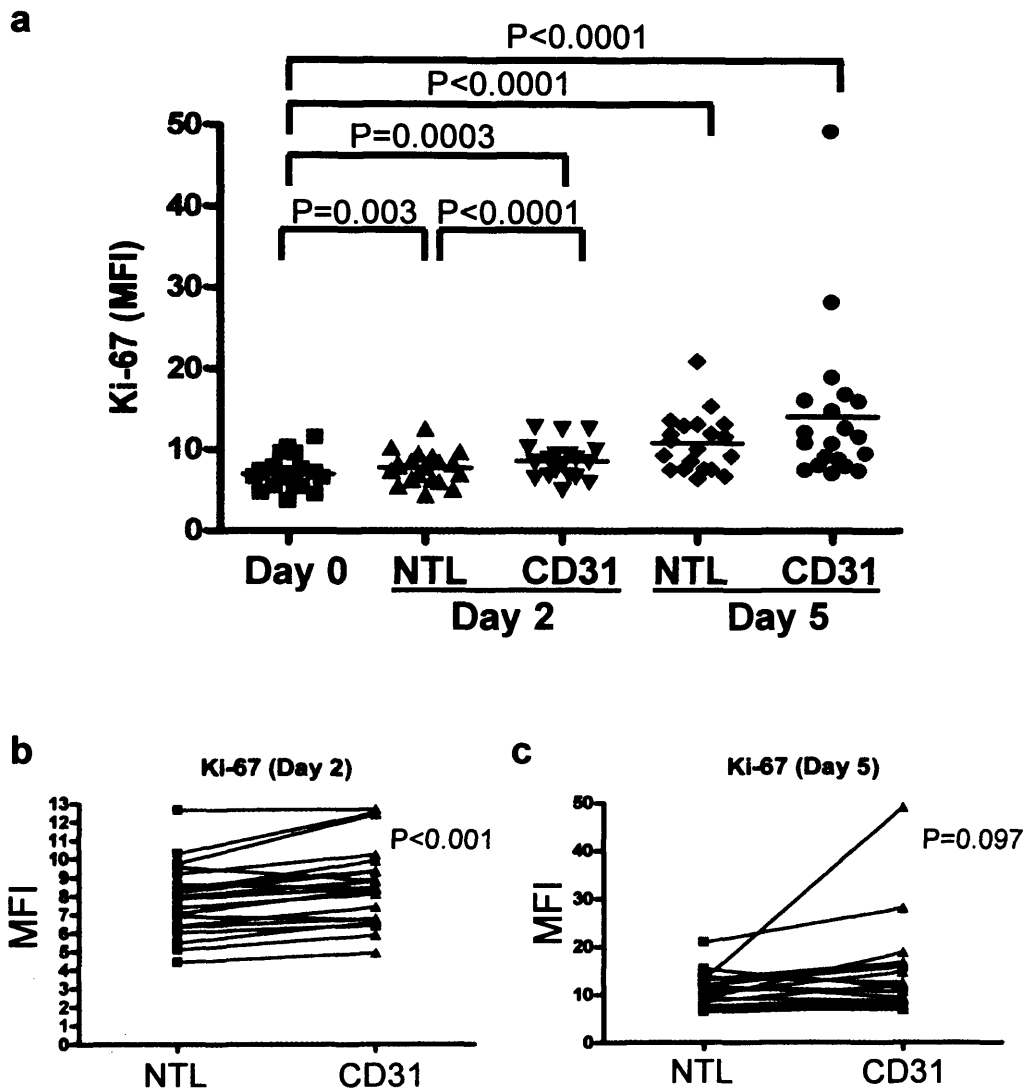 a
P<0.0001
P<0.0001
P=0.0003
P=0.003 P<0.0001
50
40
30
20
10
0
Ki-67 (MFI)
Day 0 NTL CD31 NTL CD31
Day 2 Day 5
b
Ki-67 (Day 2)
13
12
11
10
9
8
7
6
5
4
3
2
1
0
MFI
P<0.001
NTL CD31
c
Ki-67 (Day 5)
50
40
30
20
10
0
MFI
P=0.097
NTL CD31